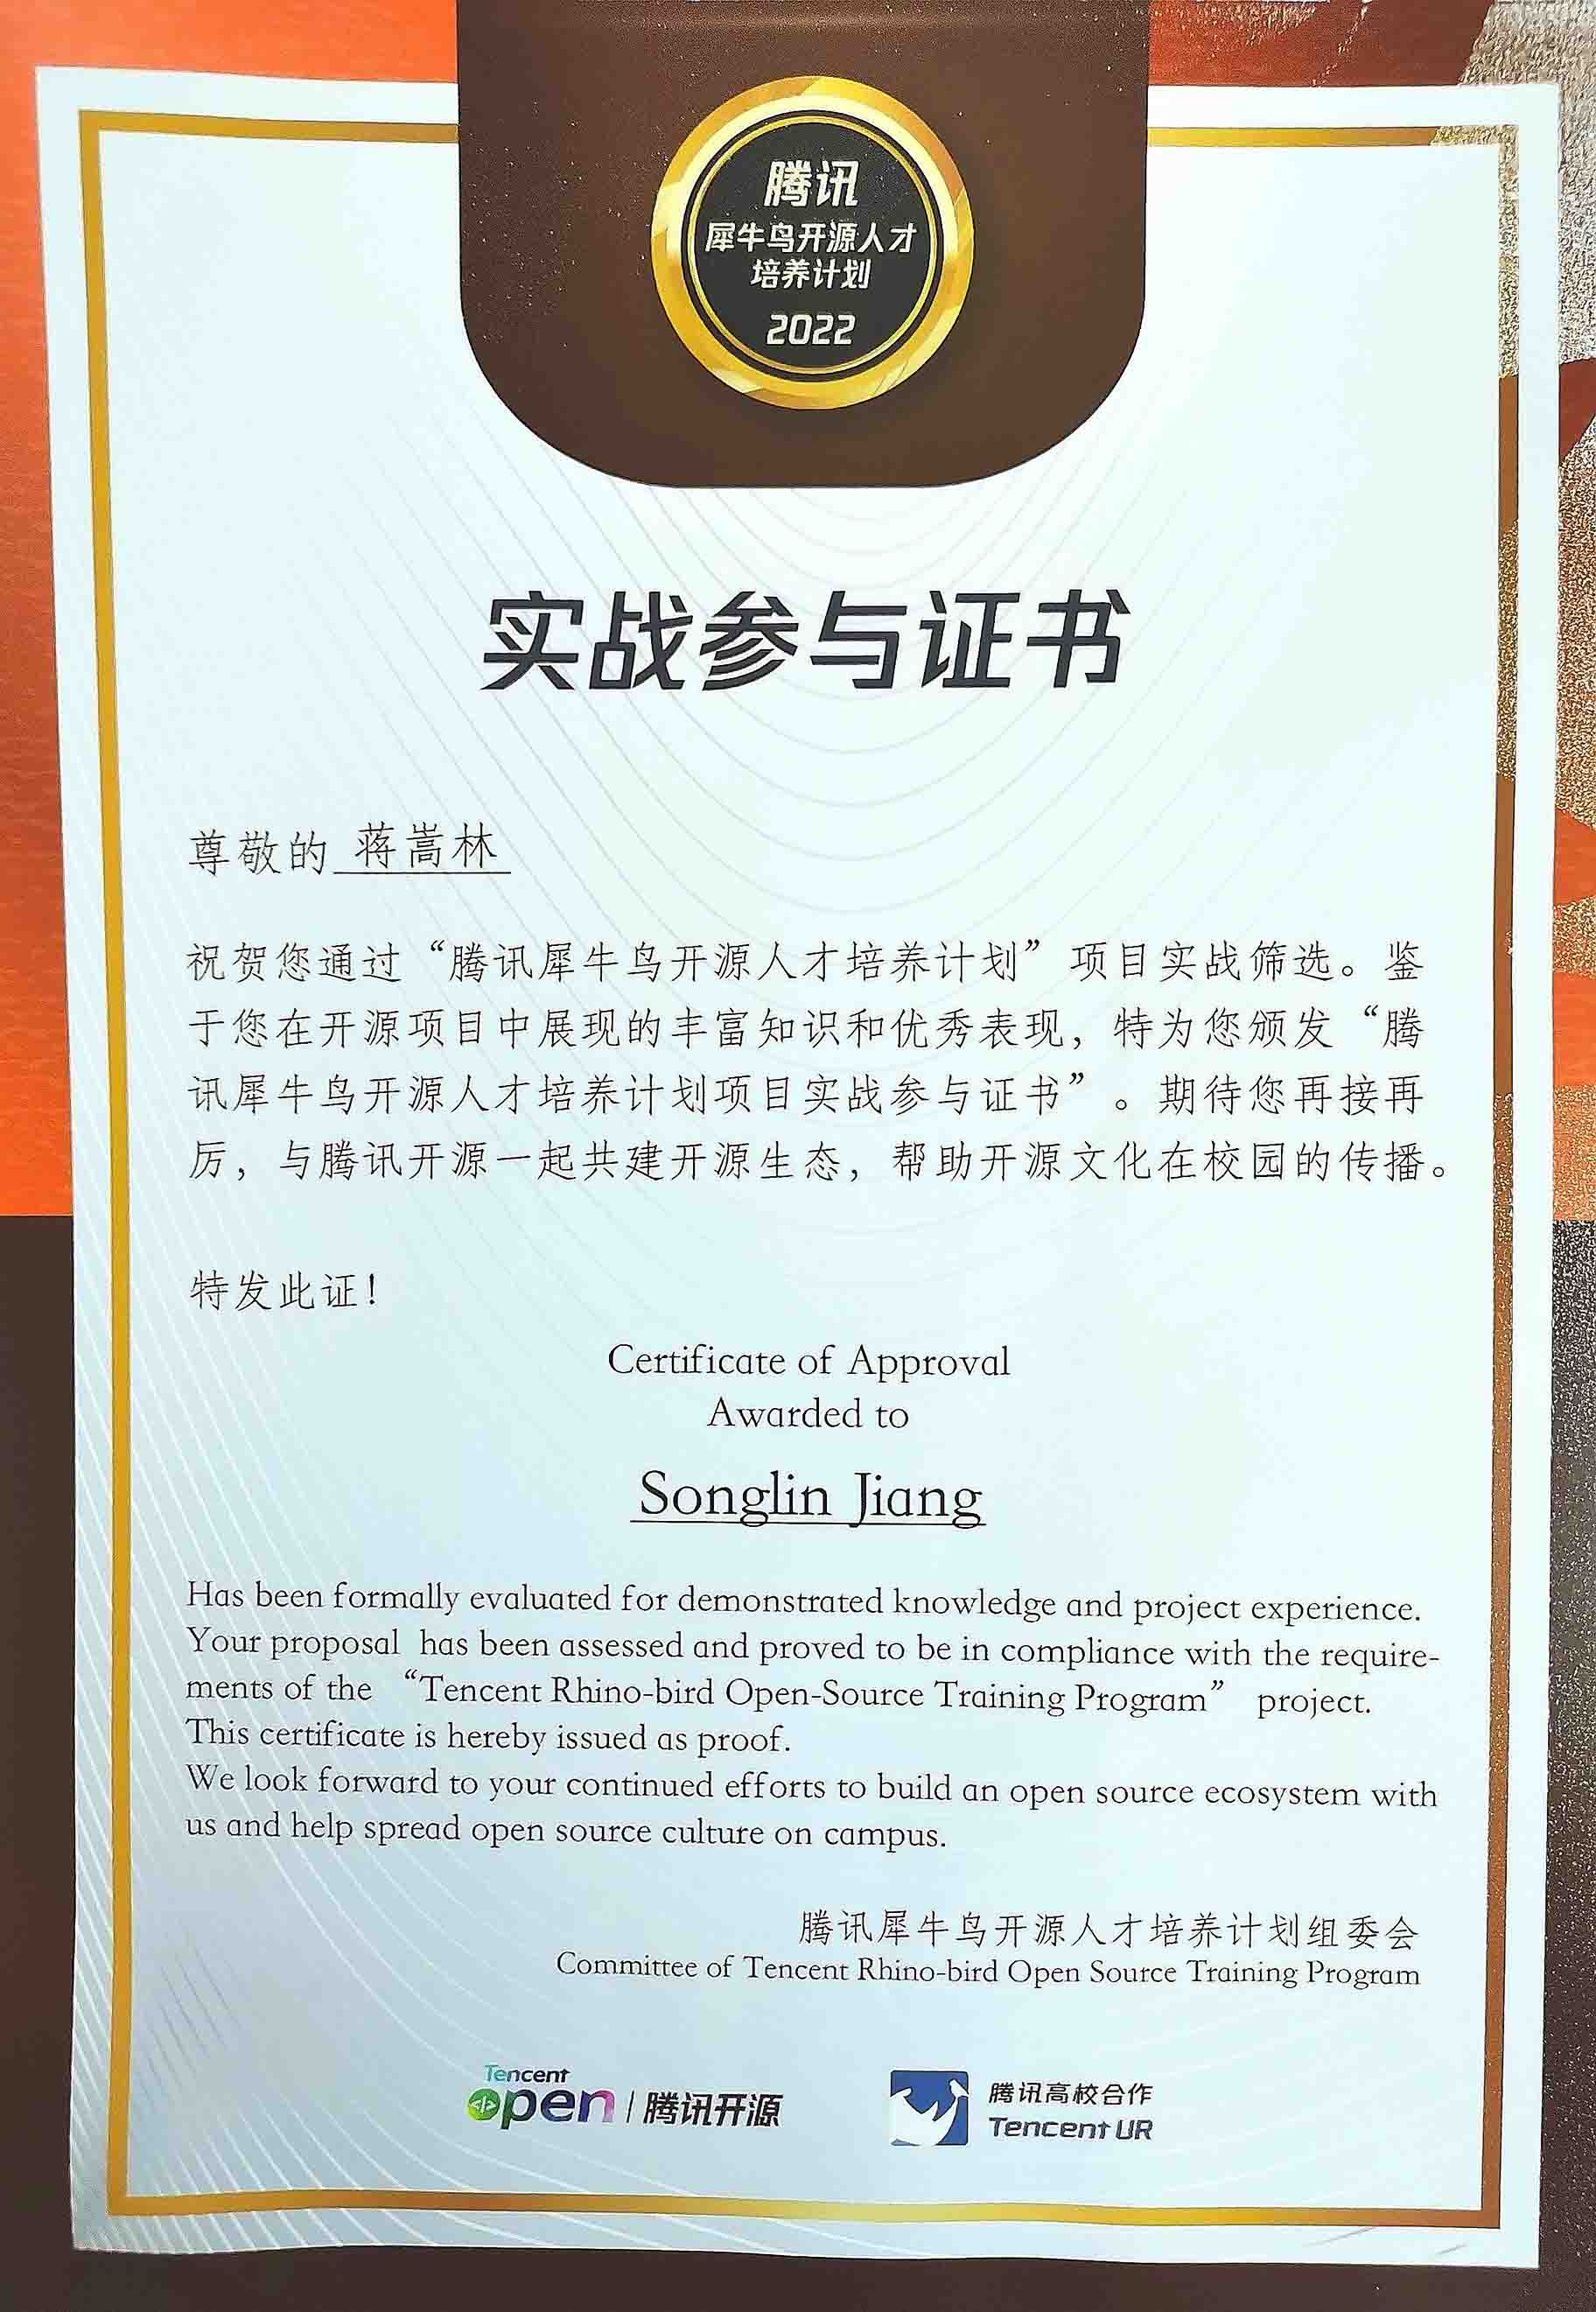 腾讯
犀牛鸟开源人才
培养计划
2022
实战参与证书
尊敬的 蒋嵩林
祝贺您通过“腾讯犀牛鸟开源人才培养计划”项目实战筛选。鉴
于您在开源项目中展现的丰富知识和优秀表现，特为您颁发“腾
讯犀牛鸟开源人才培养计划项目实战参与证书”。期待您再接再
厉，与腾讯开源一起共建开源生态，帮助开源文化在校园的传播。
特发此证！
Certificate of Approval
Awarded to
Songlin Jiang
Has been formally evaluated for demonstrated knowledge and project experience.
Your proposal has been assessed and proved to be in compliance with the require-
ments of the “Tencent Rhino-bird Open-Source Training Program” project.
This certificate is hereby issued as proof.
We look forward to your continued efforts to build an open source ecosystem with
us and help spread open source culture on campus.
腾讯犀牛鸟开源人才培养计划组委会
Committee of Tencent Rhino-bird Open Source Training Program
Tencent
open | 腾讯开源
腾讯高校合作
Tencent UR